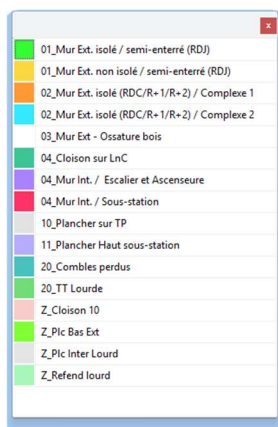 01_Mur Ext. isolé / semi-enterré (RDJ)
01_Mur Ext. non isolé / semi-enterré (RDJ)
02_Mur Ext. isolé (RDC/R+1/R+2) / Complexe 1
02_Mur Ext. isolé (RDC/R+1/R+2) / Complexe 2
03_Mur Ext - Ossature bois
04_Cloison sur LnC
04_Mur Int. / Escalier et Ascenseure
04_Mur Int. / Sous-station
10_Plancher sur TP
11_Plancher Haut sous-station
20_Combles perdus
20_TT Lourde
Z_Cloison 10
Z_Plc Bas Ext
Z_Plc Inter Lourd
Z_Refend lourd